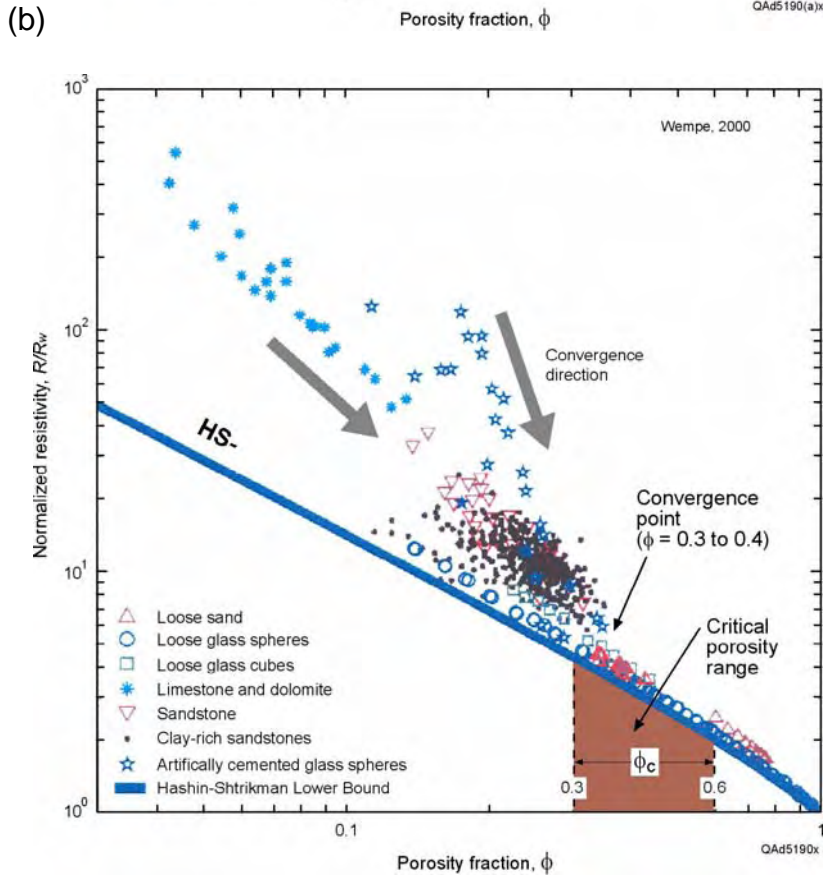 (b)
Porosity fraction, ϕ
QAd5190(a)x
10³
Wempe, 2000
10²
Convergence
direction
HS-
Normalized resistivity, R/Rw
Convergence
point
(ϕ = 0.3 to 0.4)
10¹
Critical
porosity
range
Loose sand
Loose glass spheres
Loose glass cubes
Limestone and dolomite
Sandstone
Clay-rich sandstones
Artifically cemented glass spheres
Hashin-Shtrikman Lower Bound
ϕc
0.3
0.6
10⁰
0.1
1
Porosity fraction, ϕ
QAd5190x